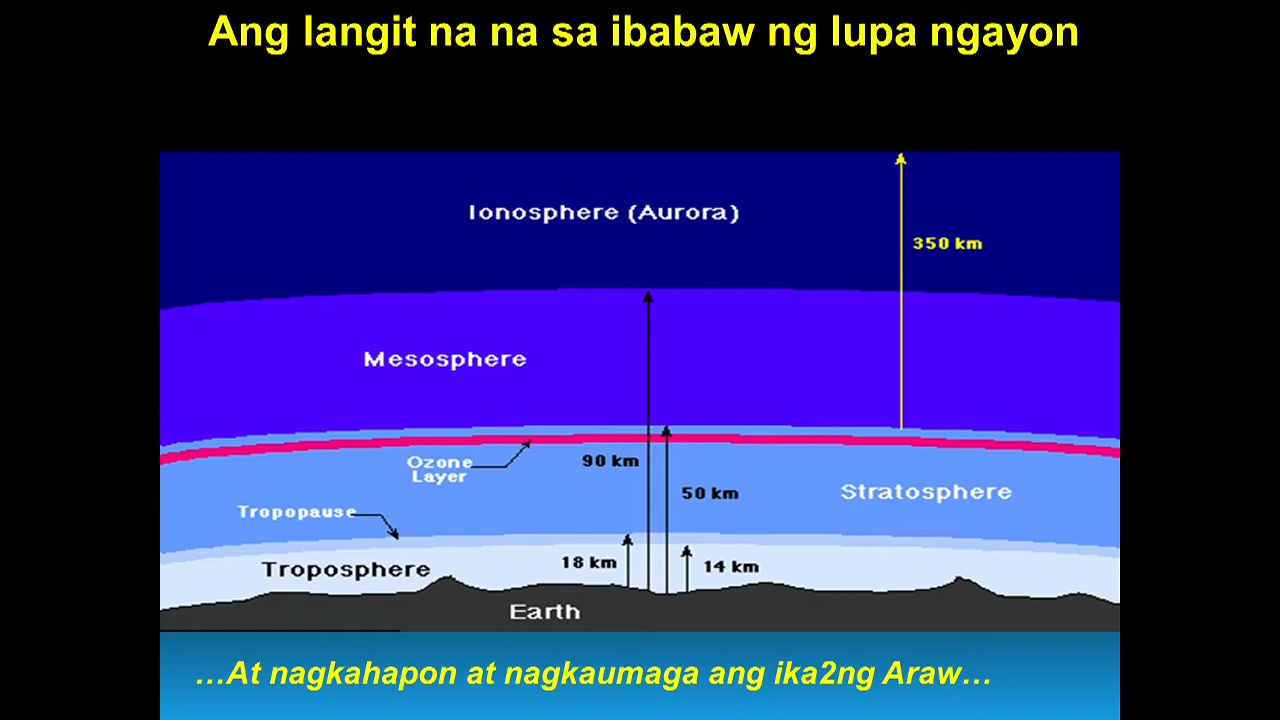 Ang langit na na sa ibabaw ng lupa ngayon
Ionosphere (Aurora)
350 km
Mesosphere
Ozone
Layer
90 km
50 km
Stratosphere
Tropopause
18 km
14 km
Troposphere
Earth
…At nagkahapon at nagkaumaga ang ika2ng Araw…